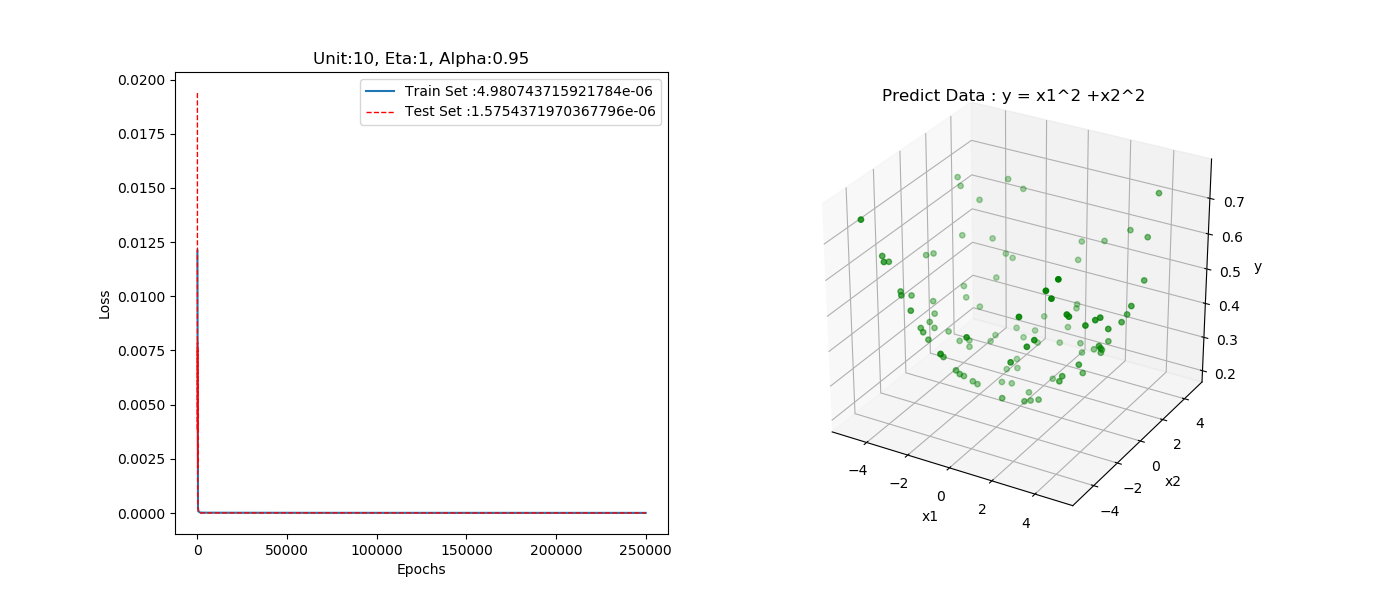 Unit:10, Eta:1, Alpha:0.95
0.0200
0.0175
0.0150
0.0125
0.0100
0.0075
0.0050
0.0025
0.0000
Loss
Train Set :4.980743715921784e-06
Test Set :1.5754371970367796e-06
0 50000 100000 150000 200000 250000
Epochs
Predict Data : y = x1^2 +x2^2
0.7
0.6
0.5
0.4
0.3
0.2
y
−4 −2 0 2 4
x1
−4 −2 0 2 4
x2